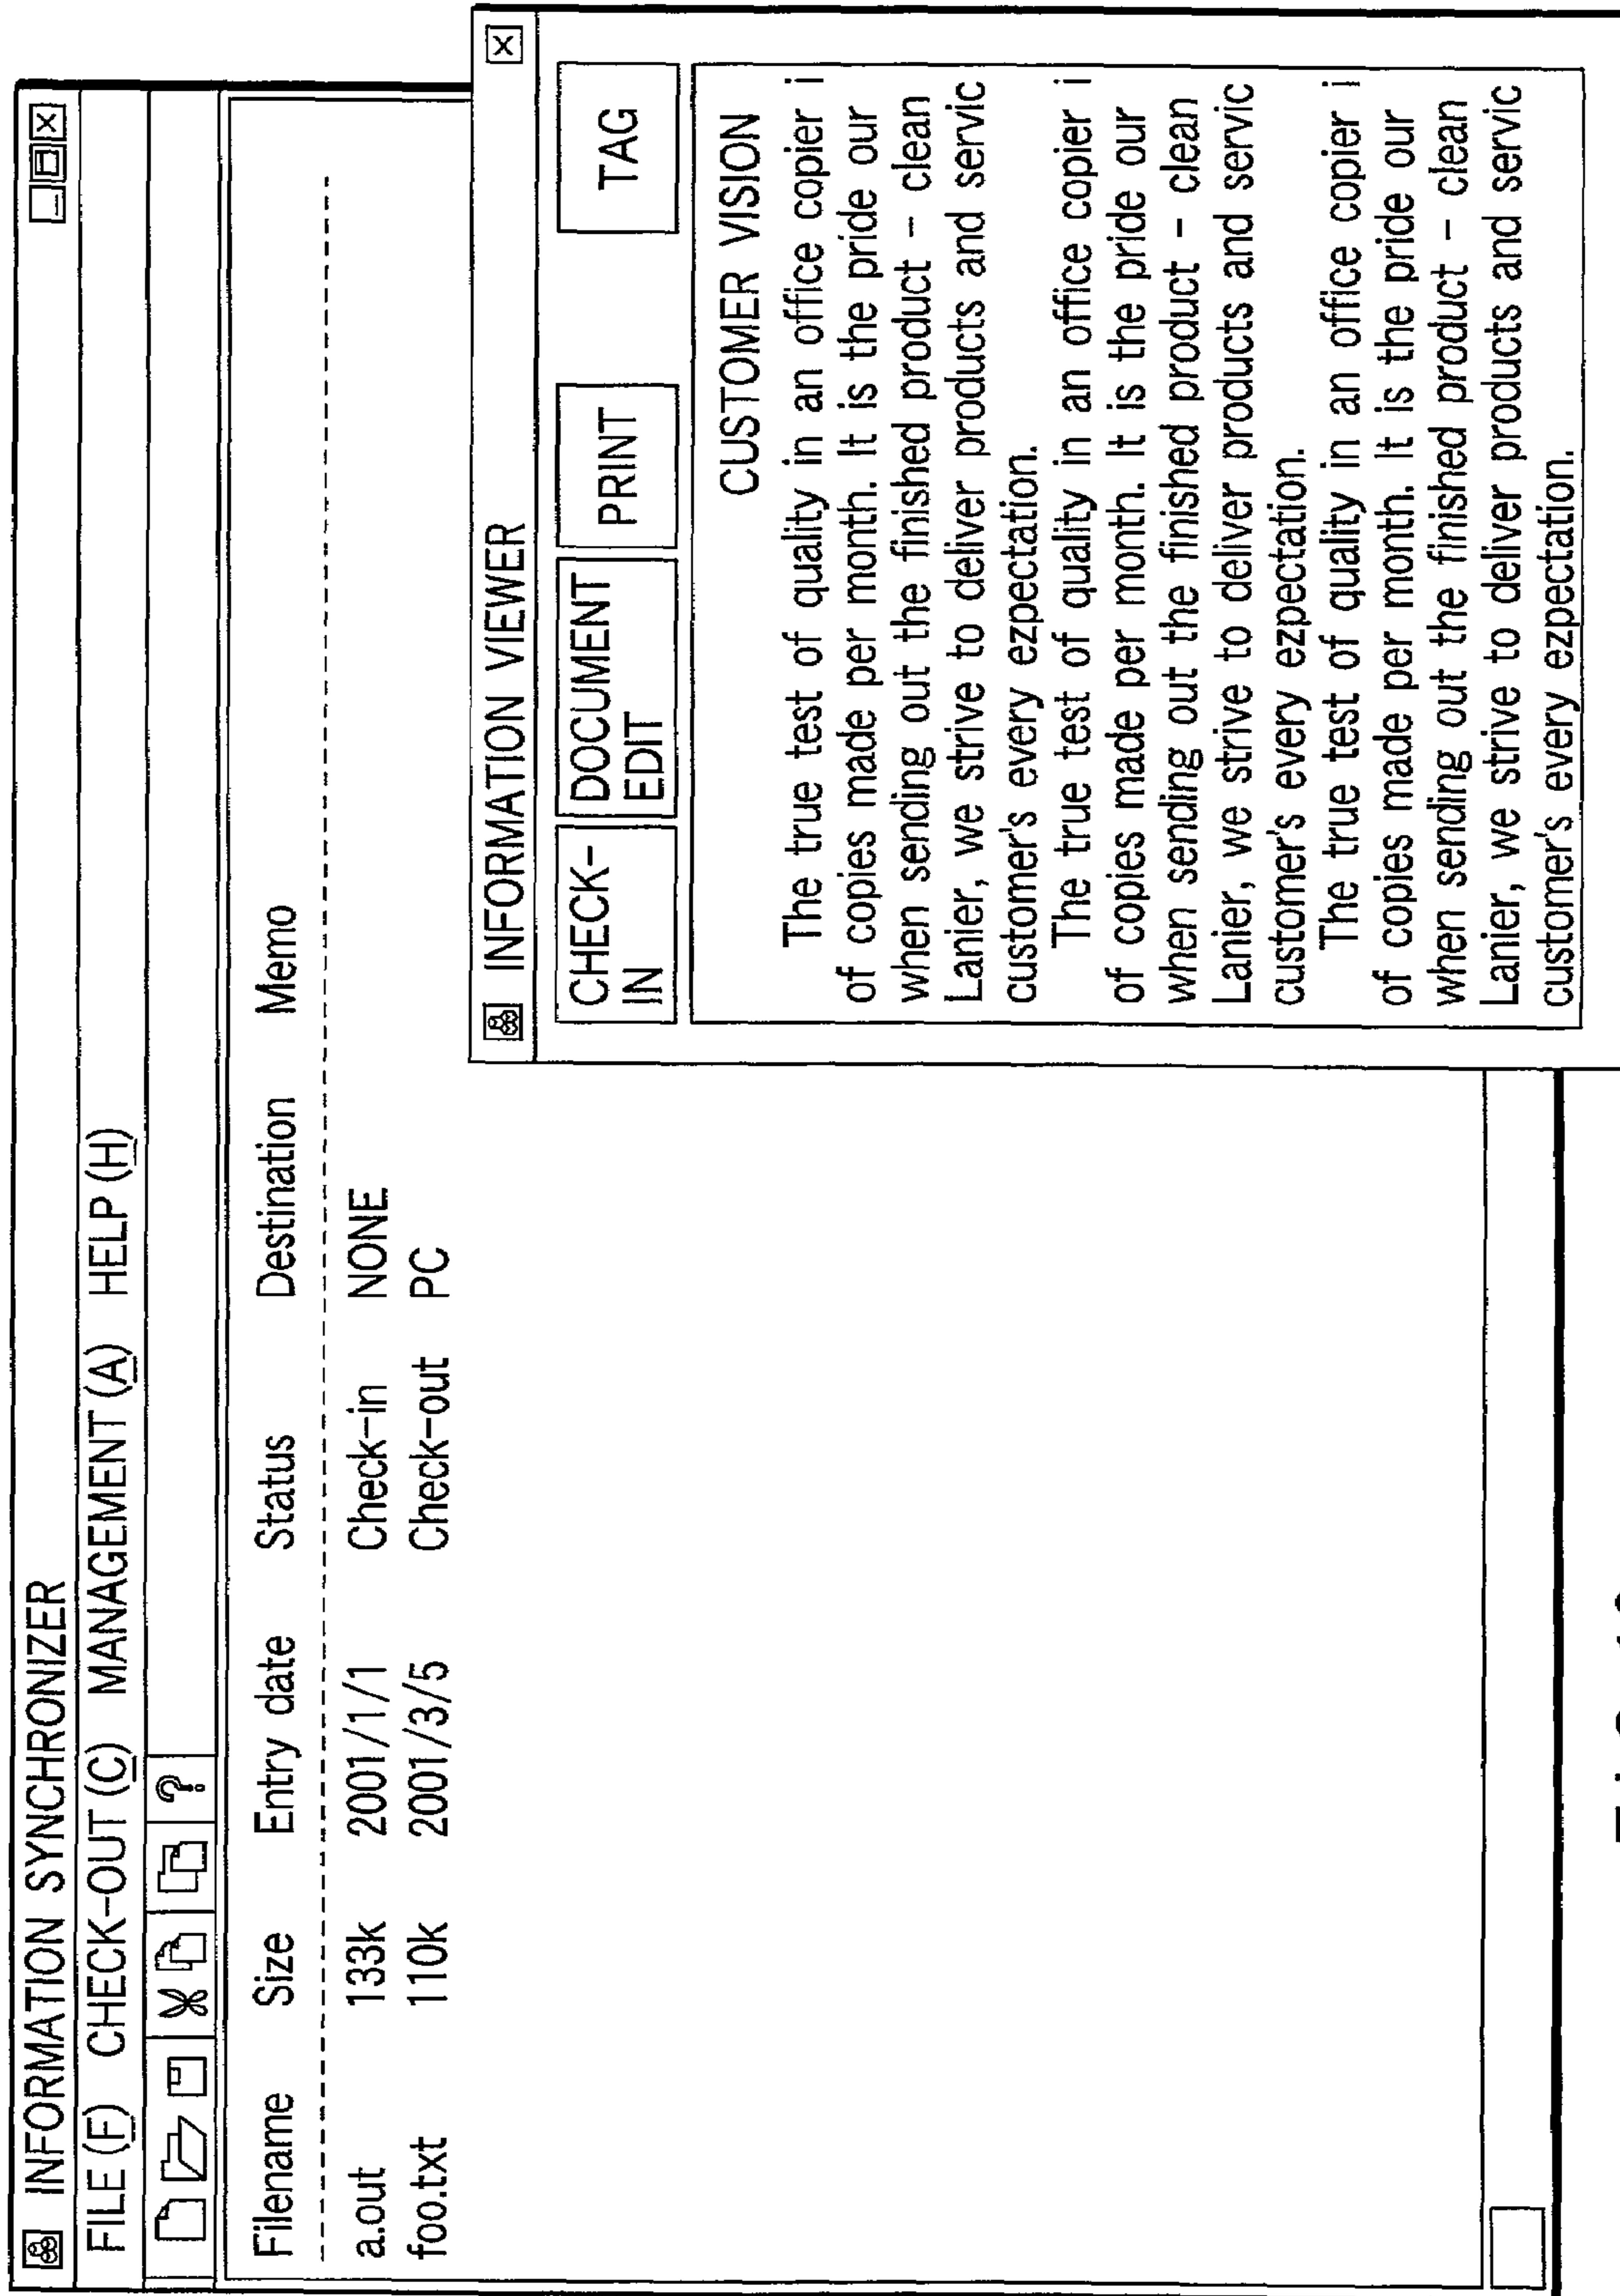 INFORMATION SYNCHRONIZER
FILE (F) CHECK-OUT (C) MANAGEMENT (A) HELP (H)
?
Filename Size Entry date Status Destination Memo
a.out 133k 2001/1/1 Check-in NONE
foo.txt 110k 2001/3/5 Check-out PC
INFORMATION VIEWER
CHECK-
IN
DOCUMENT
EDIT
PRINT
TAG
CUSTOMER VISION
The true test of quality in an office copier i
of copies made per month. It is the pride our
when sending out the finished product - clean
Lanier, we strive to deliver products and servic
customer's every ezpectation.
The true test of quality in an office copier i
of copies made per month. It is the pride our
when sending out the finished product - clean
Lanier, we strive to deliver products and servic
customer's every ezpectation.
The true test of quality in an office copier i
of copies made per month. It is the pride our
when sending out the finished product - clean
Lanier, we strive to deliver products and servic
customer's every ezpectation.